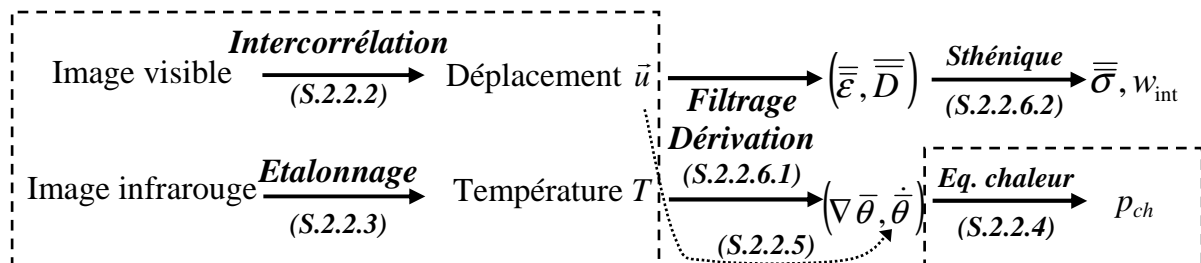 Intercorrélation
Image visible
(S.2.2.2)
Déplacement u⃗
Filtrage
Dérivation
(S.2.2.6.1)
(ε̿, D̿)
Sthénique
(S.2.2.6.2)
σ̿, w_int
Image infrarouge
Etalonnage
(S.2.2.3)
Température T
(S.2.2.5)
(∇θ̅, θ̅̇)
Eq. chaleur
(S.2.2.4)
p_ch